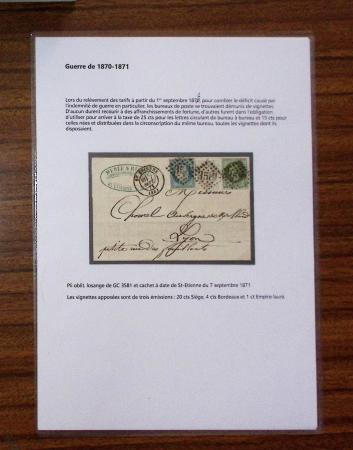 Guerre de 1870-1871
Lors du relèvement des tarifs à partir du 1er septembre 1871 pour combler le déficit causé par
l'indemnité de guerre en particulier, les bureaux de poste se trouvaient démunis de vignettes.
D'aucun durent recourir à des affranchissements de fortune, d'autres furent dans l'obligation
d'utiliser pour arriver à la taxe de 25 cts pour les lettres circulant de bureau à bureau et 15 cts pour
celles nées et distribuées dans la circonscription du même bureau, toutes les vignettes dont ils
disposaient.
Messieurs
Lyon
Pli oblit. losange de GC 3581 et cachet à date de St-Etienne du 7 septembre 1871
Les vignettes apposées sont de trois émissions : 20 cts Siège, 4 cts Bordeaux et 1 ct Empire lauré